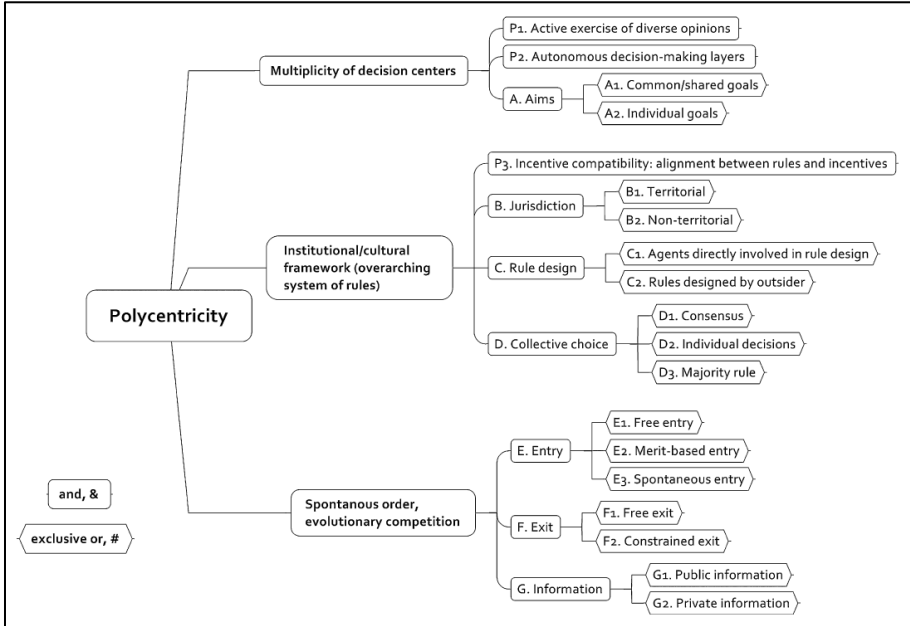 P1. Active exercise of diverse opinions
Multiplicity of decision centers
P2. Autonomous decision-making layers
A. Aims
A1. Common/shared goals
A2. Individual goals
P3. Incentive compatibility: alignment between rules and incentives
B. Jurisdiction
B1. Territorial
B2. Non-territorial
Institutional/cultural
framework (overarching
system of rules)
C. Rule design
C1. Agents directly involved in rule design
C2. Rules designed by outsider
Polycentricity
D. Collective choice
D1. Consensus
D2. Individual decisions
D3. Majority rule
E. Entry
E1. Free entry
E2. Merit-based entry
E3. Spontaneous entry
Spontanous order,
evolutionary competition
F. Exit
F1. Free exit
F2. Constrained exit
G. Information
G1. Public information
G2. Private information
and, &
exclusive or, #